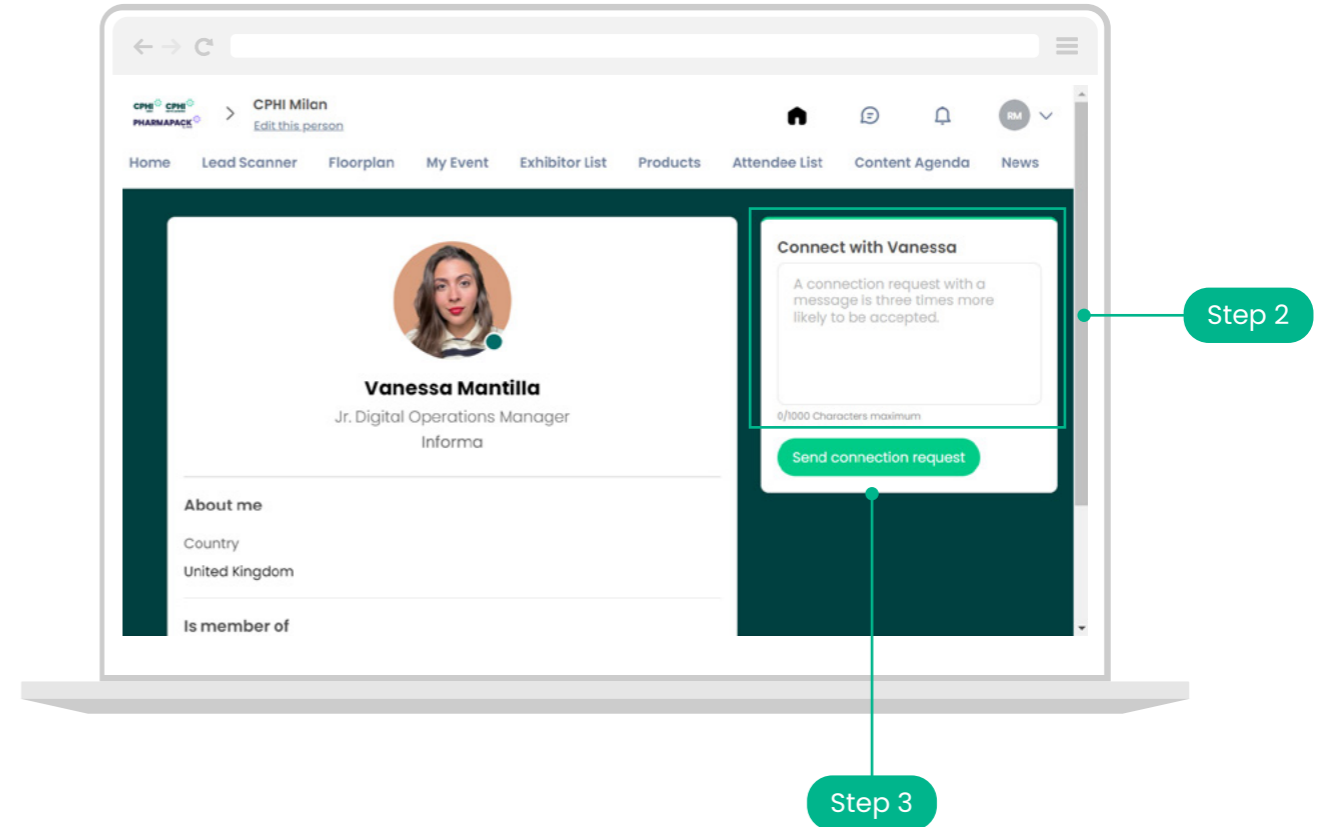 CPHI CPHI
PHARMAPACK
> CPHI Milan
Edit this person
RM
Home Lead Scanner Floorplan My Event Exhibitor List Products Attendee List Content Agenda News
Vanessa Mantilla
Jr. Digital Operations Manager
Informa
About me
Country
United Kingdom
Is member of
Connect with Vanessa
A connection request with a
message is three times more
likely to be accepted.
0/1000 Characters maximum
Send connection request
Step 2
Step 3